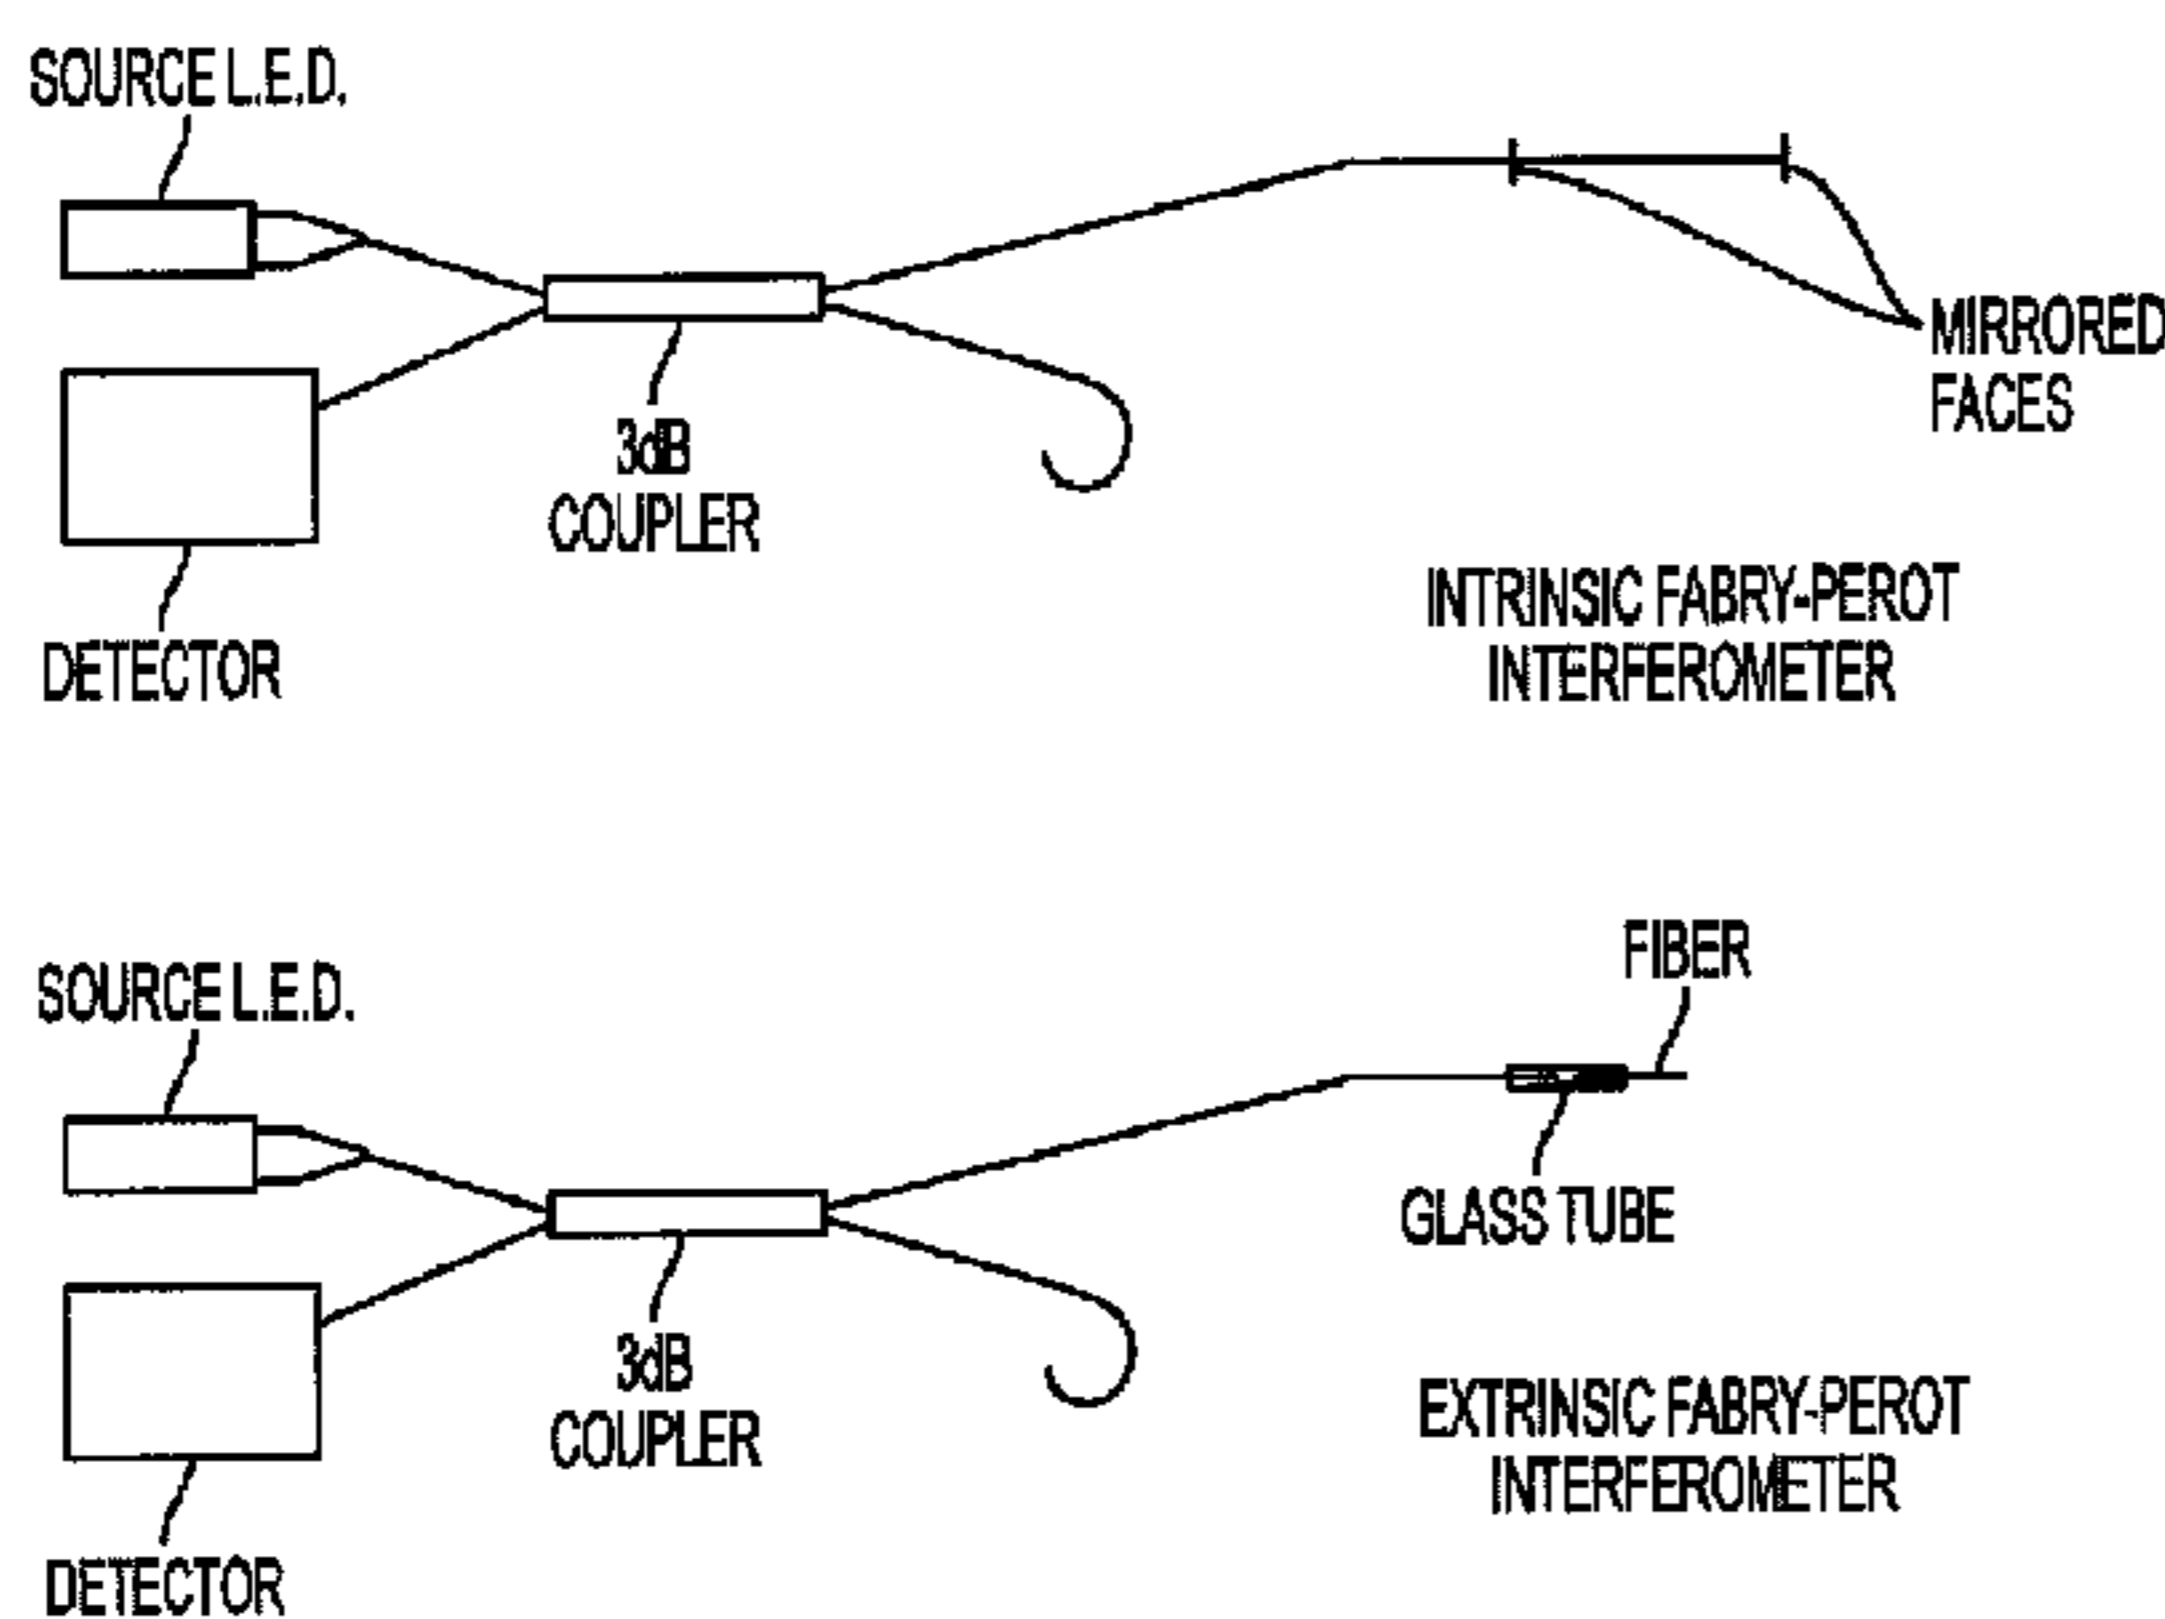 SOURCE L.E.D.
MIRRORED
FACES
3dB
COUPLER
INTRINSIC FABRY-PEROT
INTERFEROMETER
DETECTOR
FIBER
SOURCE L.E.D.
GLASS TUBE
3dB
COUPLER
EXTRINSIC FABRY-PEROT
INTERFEROMETER
DETECTOR